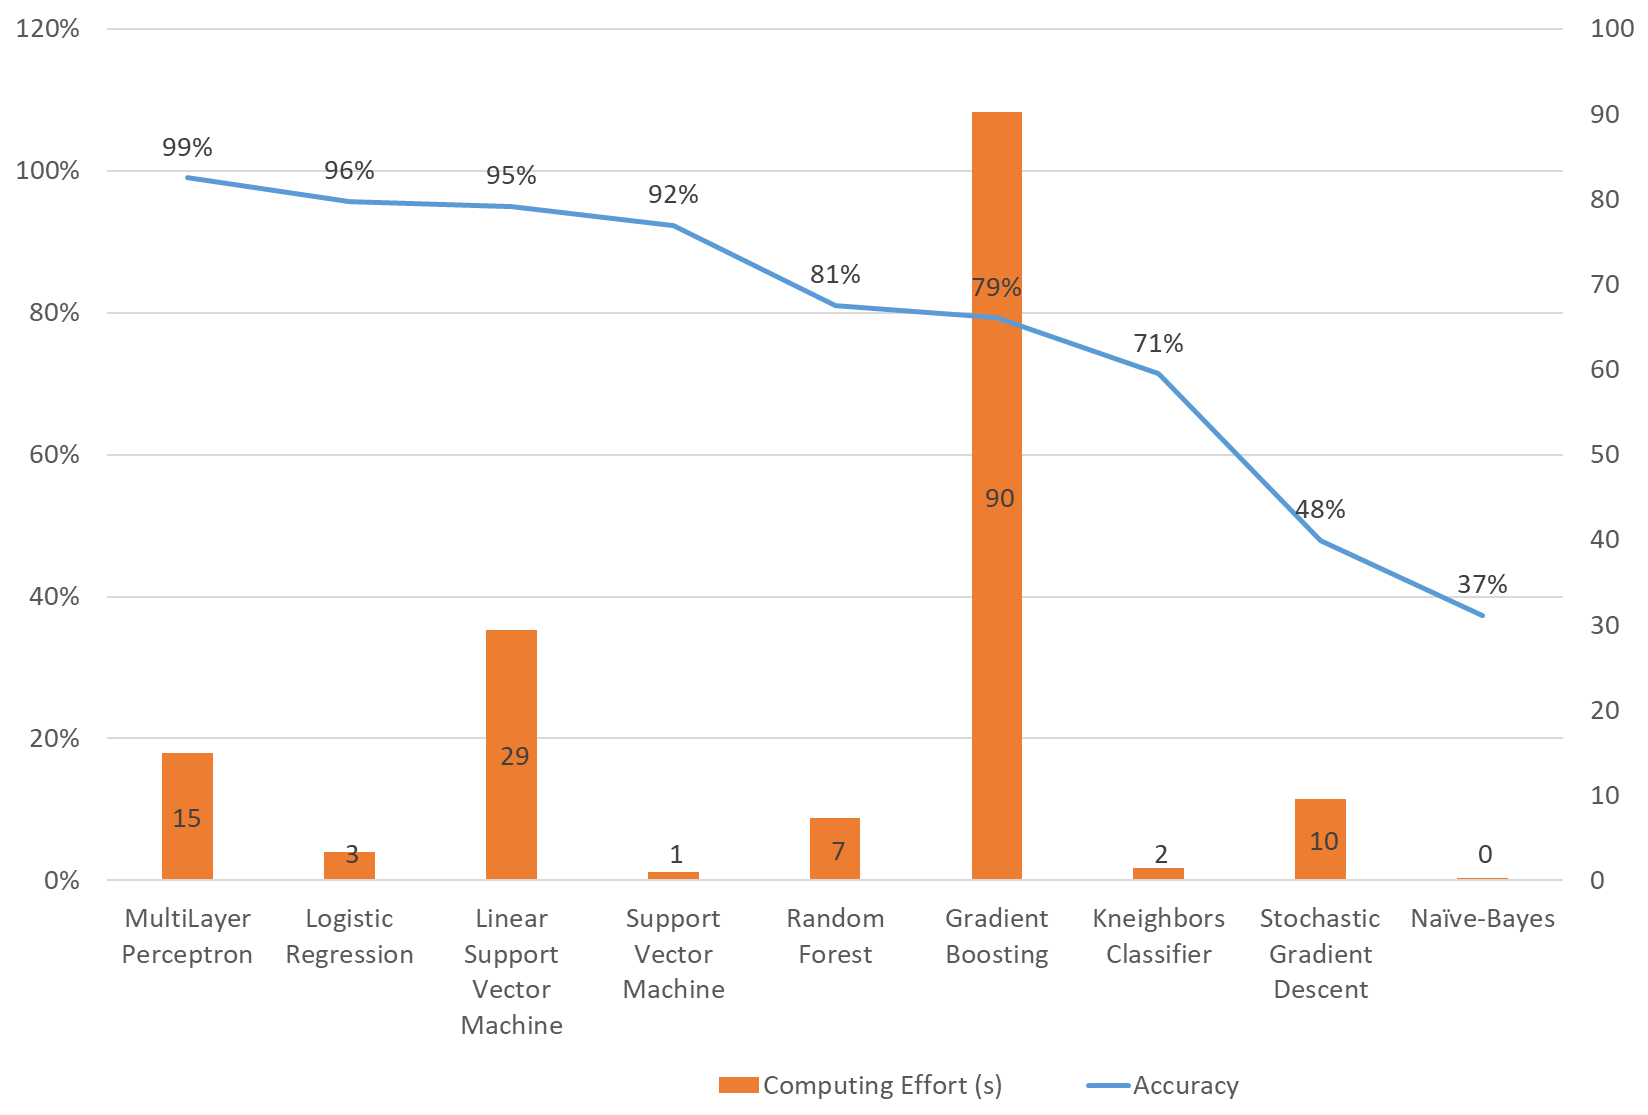 120%
100%
80%
60%
40%
20%
0%
100
90
80
70
60
50
40
30
20
10
0
99%
96%
95%
92%
81%
79%
71%
48%
37%
15
3
29
1
7
90
2
10
0
MultiLayer
Perceptron
Logistic
Regression
Linear
Support
Vector
Machine
Support
Vector
Machine
Random
Forest
Gradient
Boosting
Kneighbors
Classifier
Stochastic
Gradient
Descent
Naïve-Bayes
Computing Effort (s)
Accuracy